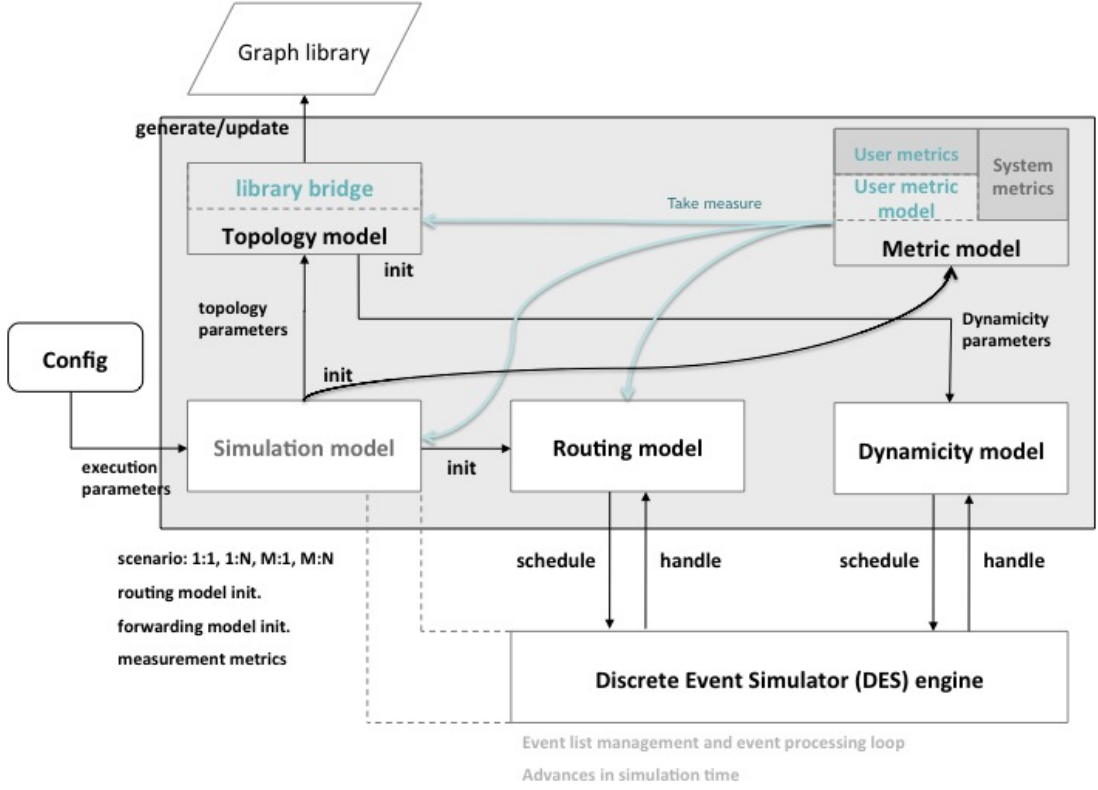 Graph library
generate/update
User metrics
System
metrics
library bridge
User metric
model
Take measure
Topology model
Metric model
init
topology
parameters
Dynamicity
parameters
Config
init
Simulation model
Routing model
Dynamicity model
init
execution
parameters
scenario: 1:1, 1:N, M:1, M:N
schedule
handle
schedule
handle
routing model init.
forwarding model init.
measurement metrics
Discrete Event Simulator (DES) engine
Event list management and event processing loop
Advances in simulation time